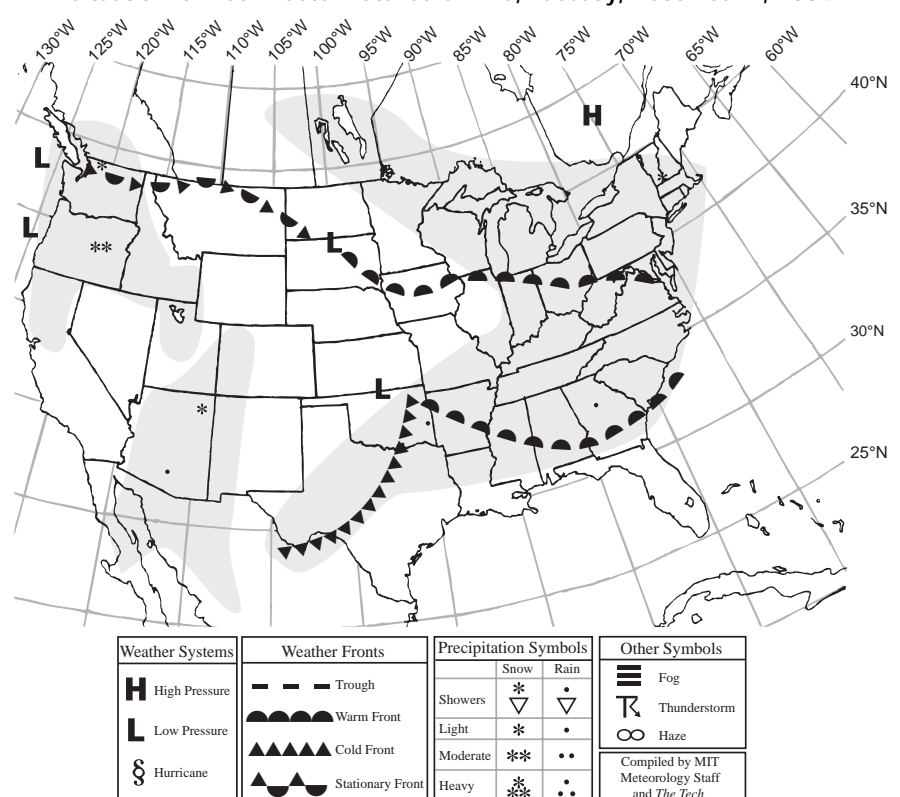 130°W 125°W 120°W 115°W 110°W 105°W 100°W 95°W 90°W 85°W 80°W 75°W 70°W 65°W 60°W
40°N
H
L
*
35°N
L
**
L
30°N
L
*
25°N
Weather Systems
H High Pressure
L Low Pressure
§ Hurricane
Weather Fronts
Trough
Warm Front
Cold Front
Stationary Front
Precipitation Symbols
Snow Rain
Showers
Light
Moderate
Heavy
Other Symbols
Fog
Thunderstorm
Haze
Compiled by MIT
Meteorology Staff
and The Tech